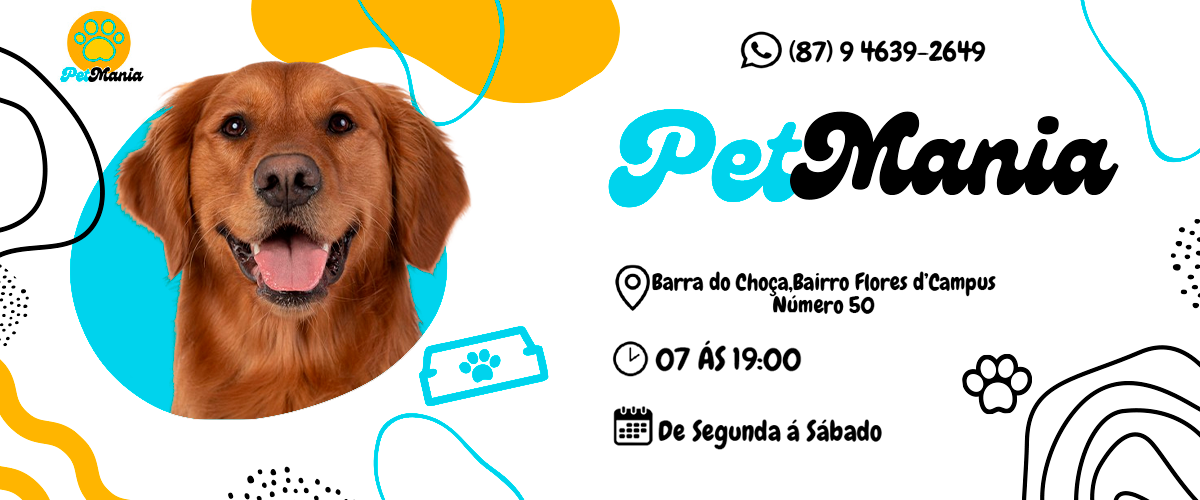 PetMania
(87) 9 4639-2649
PetMania
Barra do Choça,Bairro Flores d'Campus
Número 50
07 ÁS 19:00
De Segunda á Sábado